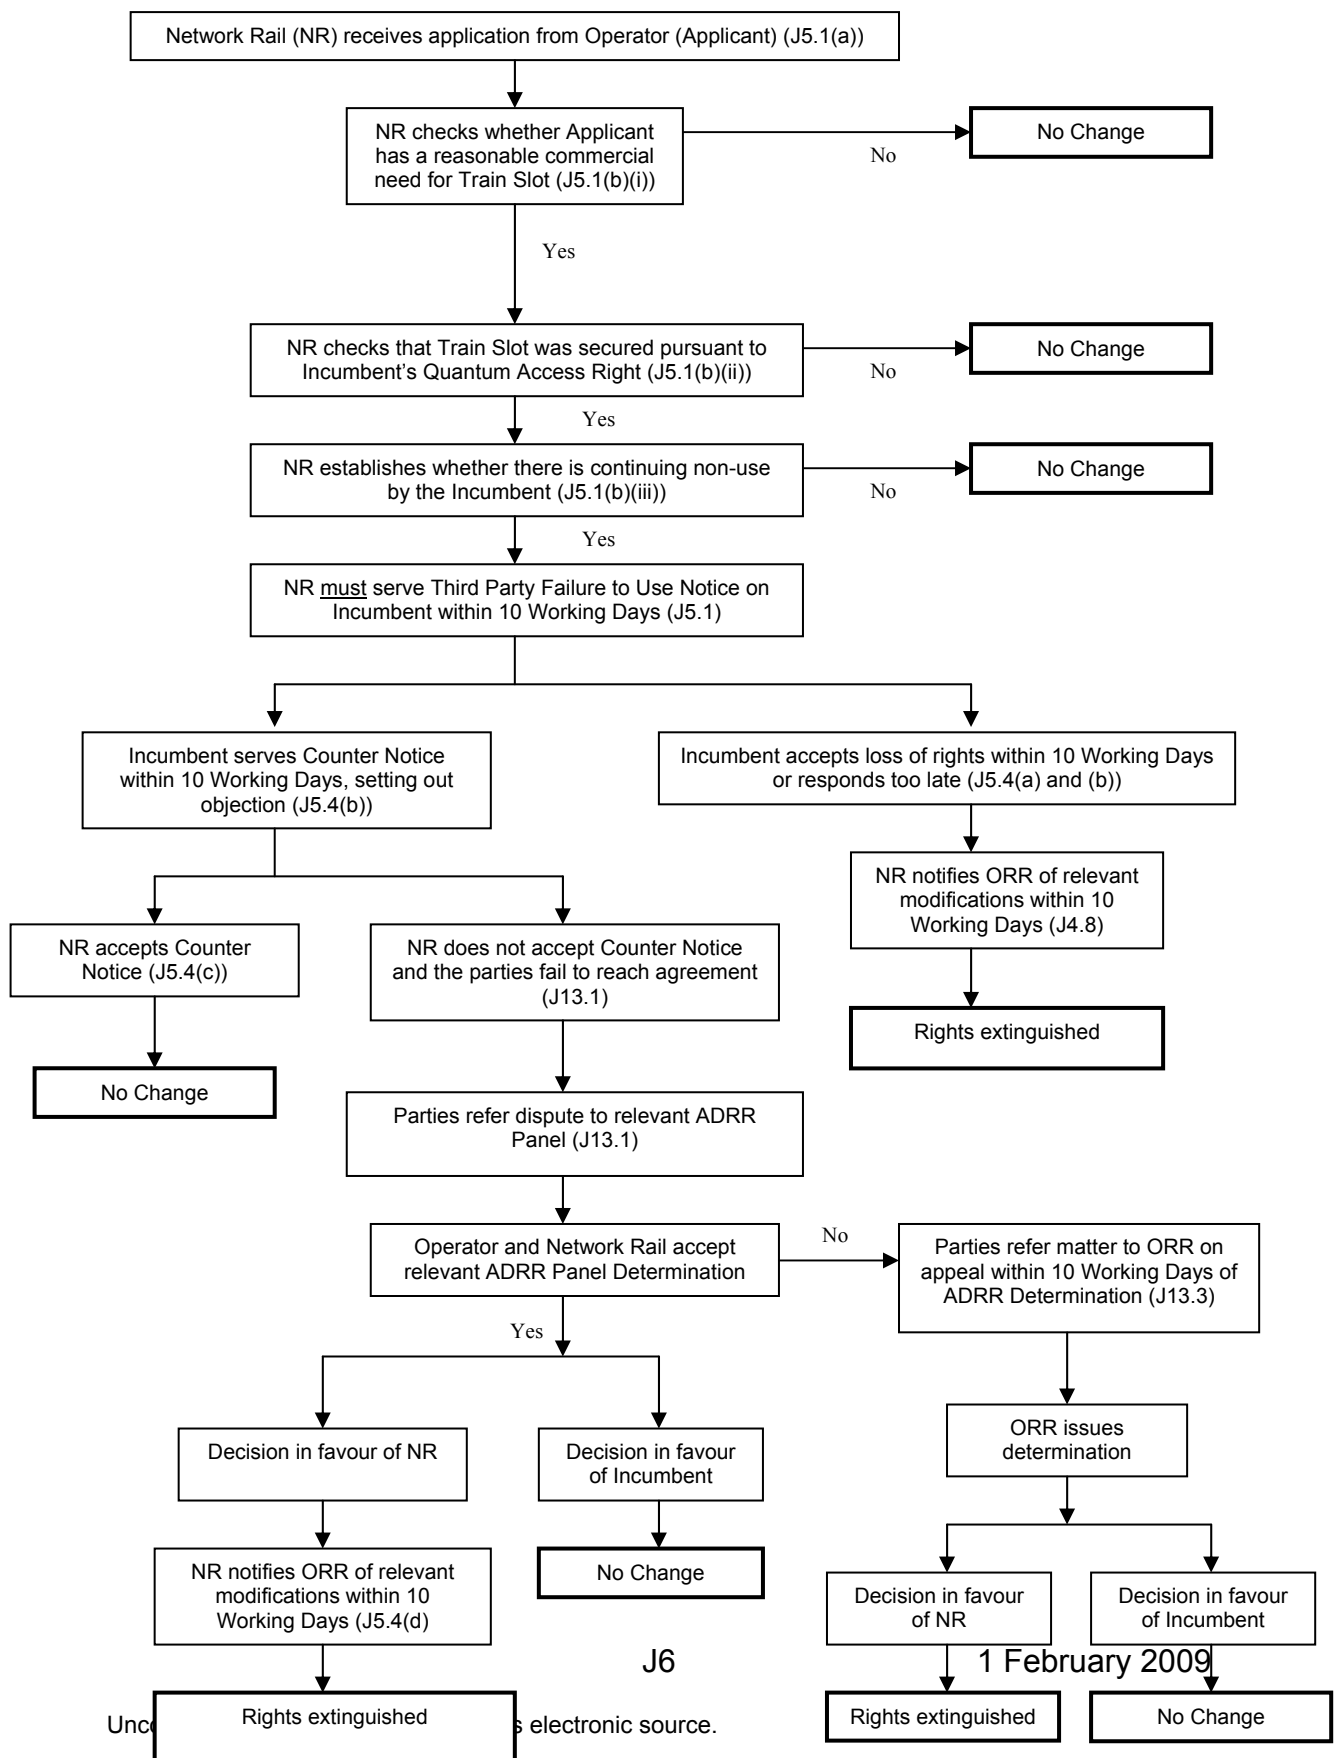 Network Rail (NR) receives application from Operator (Applicant) (J5.1(a))
NR checks whether Applicant
has a reasonable commercial
need for Train Slot (J5.1(b)(i))
No
No Change
Yes
NR checks that Train Slot was secured pursuant to
Incumbent's Quantum Access Right (J5.1(b)(ii))
No
No Change
Yes
NR establishes whether there is continuing non-use
by the Incumbent (J5.1(b)(iii))
No
No Change
Yes
NR must serve Third Party Failure to Use Notice on
Incumbent within 10 Working Days (J5.1)
Incumbent serves Counter Notice
within 10 Working Days, setting out
objection (J5.4(b))
Incumbent accepts loss of rights within 10 Working Days
or responds too late (J5.4(a) and (b))
NR notifies ORR of relevant
modifications within 10
Working Days (J4.8)
Rights extinguished
NR accepts Counter
Notice (J5.4(c))
No Change
NR does not accept Counter Notice
and the parties fail to reach agreement
(J13.1)
Parties refer dispute to relevant ADRR
Panel (J13.1)
Operator and Network Rail accept
relevant ADRR Panel Determination
No
Parties refer matter to ORR on
appeal within 10 Working Days of
ADRR Determination (J13.3)
Yes
Decision in favour of NR
Decision in favour
of Incumbent
ORR issues
determination
NR notifies ORR of relevant
modifications within 10
Working Days (J5.4(d)
No Change
Decision in favour
of NR
Decision in favour
of Incumbent
J6
1 February 2009
Rights extinguished
s electronic source.
Rights extinguished
No Change